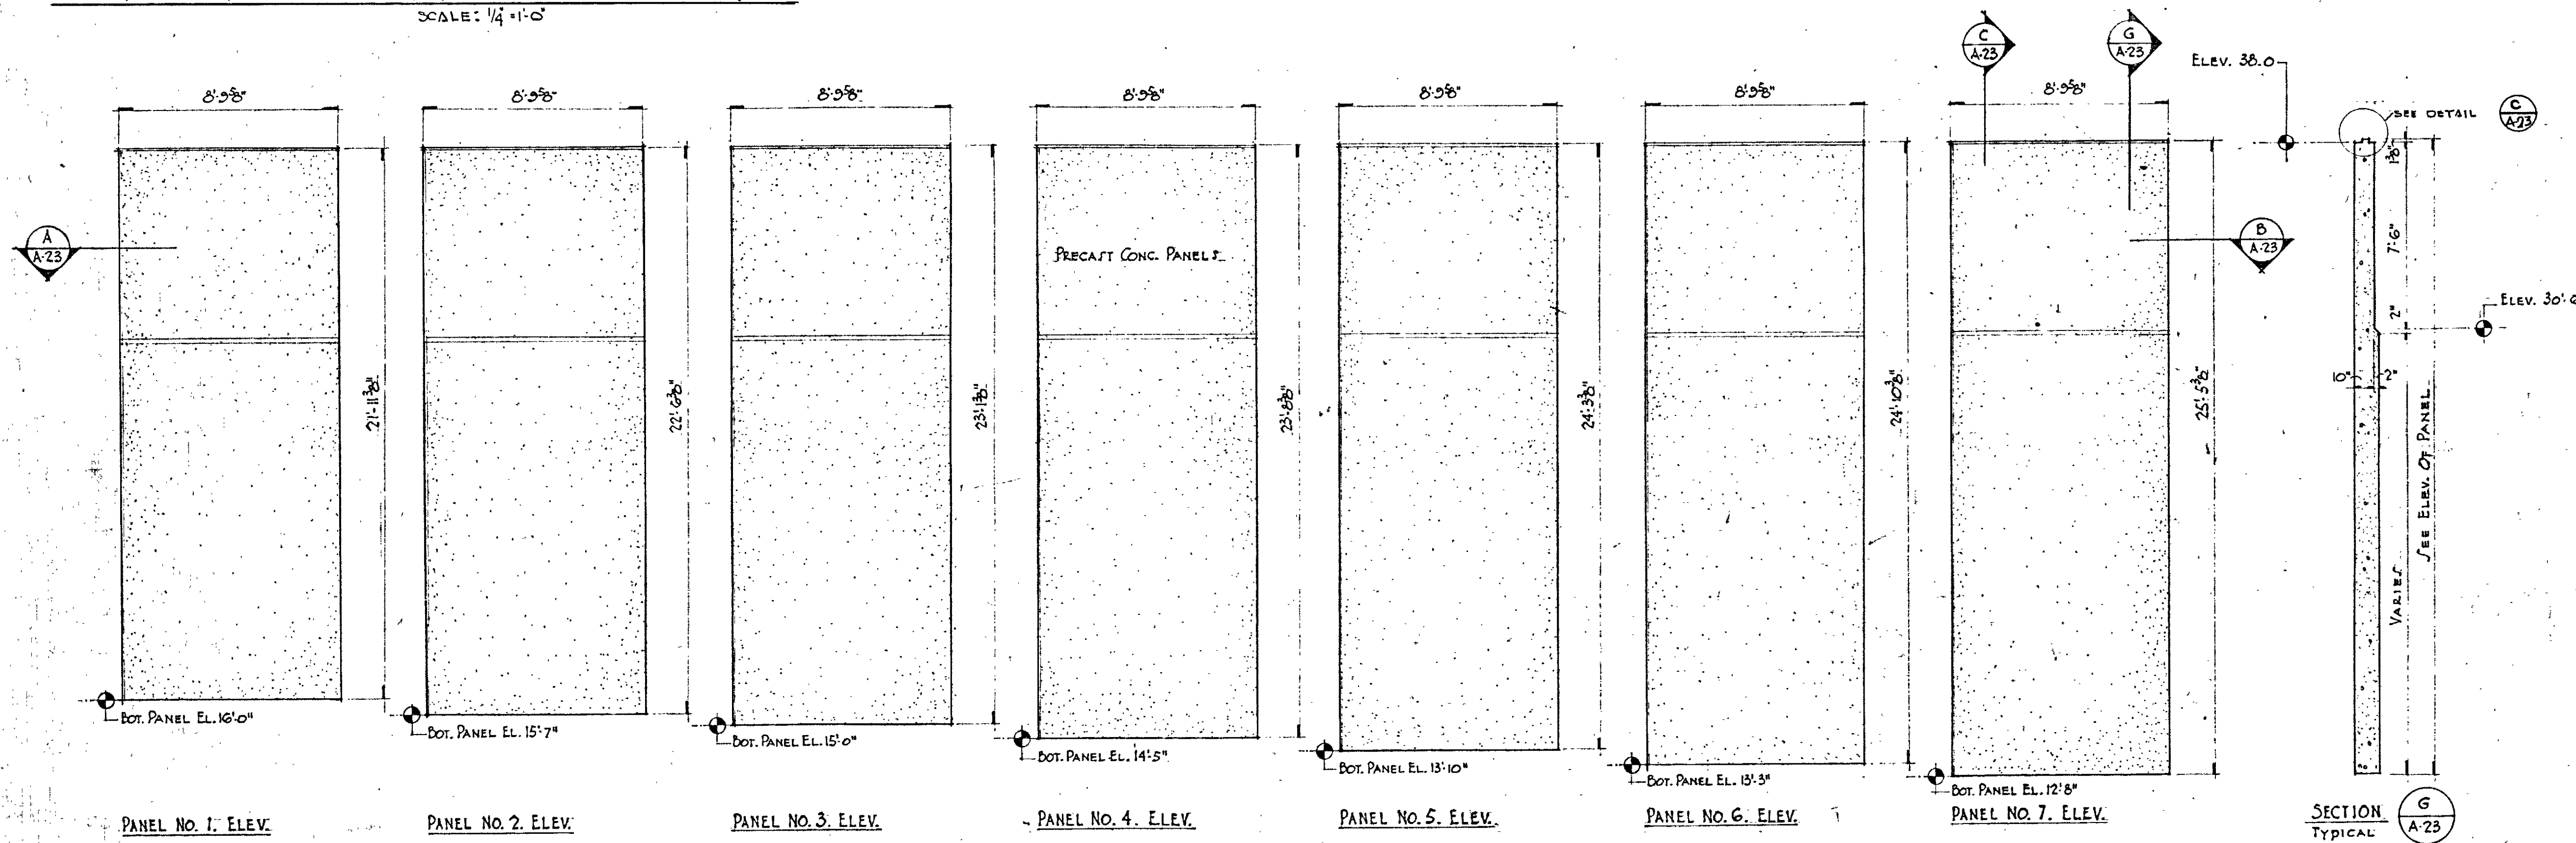 SCALE: 1/4" = 1'-0"
C
A-23
G
A-23
ELEV. 38.0
8'-9 5/8"
8'-9 5/8"
8'-9 5/8"
8'-9 5/8"
8'-9 5/8"
8'-9 5/8"
8'-9 5/8"
SEE DETAIL
C
A-23
1 3/8"
A
A-23
PRECAST CONC. PANELS
B
A-23
7'-6"
2"
ELEV. 30'-6
10"
2"
21'-11 3/8"
22'-6 3/8"
23'-1 3/8"
23'-8 3/8"
24'-3 3/8"
24'-10 3/8"
25'-5 3/8"
SEE ELEV. OF PANEL
VARIES
BOT. PANEL EL. 16'-0"
BOT. PANEL EL. 15'-7"
BOT. PANEL EL. 15'-0"
BOT. PANEL EL. 14'-5"
BOT. PANEL EL. 13'-10"
BOT. PANEL EL. 13'-3"
BOT. PANEL EL. 12'-8"
PANEL NO. 1. ELEV.
PANEL NO. 2. ELEV.
PANEL NO. 3. ELEV.
PANEL NO. 4. ELEV.
PANEL NO. 5. ELEV.
PANEL NO. 6. ELEV.
PANEL NO. 7. ELEV.
SECTION
TYPICAL
G
A-23